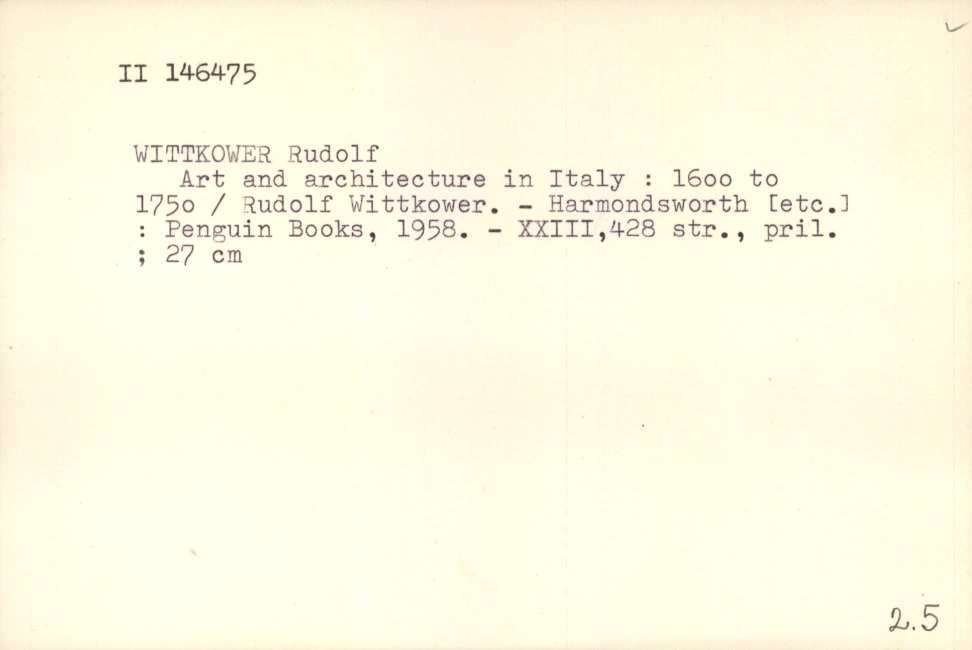 II 146475
WITTKOWER Rudolf
Art and architecture in Italy : 16oo to
175o / Rudolf Wittkower. - Harmondsworth [etc.]
: Penguin Books, 1958. - XXIII,428 str., pril.
; 27 cm
2.5